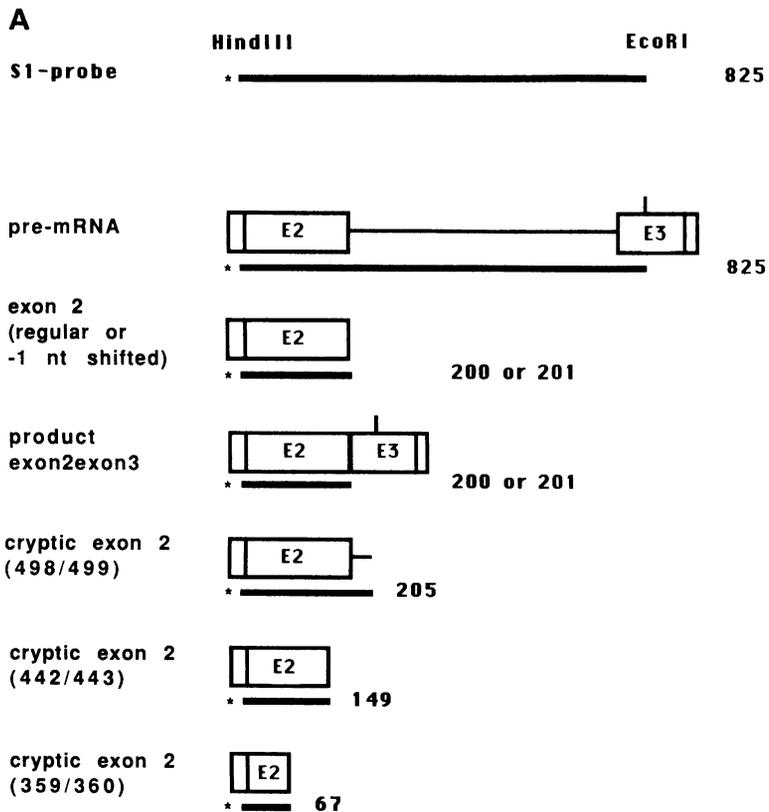 A
HindIII EcoRI
S1-probe 825
pre-mRNA E2 E3
825
exon 2
(regular or
-1 nt shifted)
E2
200 or 201
product
exon2exon3
E2 E3
200 or 201
cryptic exon 2
(498/499)
E2
205
cryptic exon 2
(442/443)
E2
149
cryptic exon 2
(359/360)
E2
67